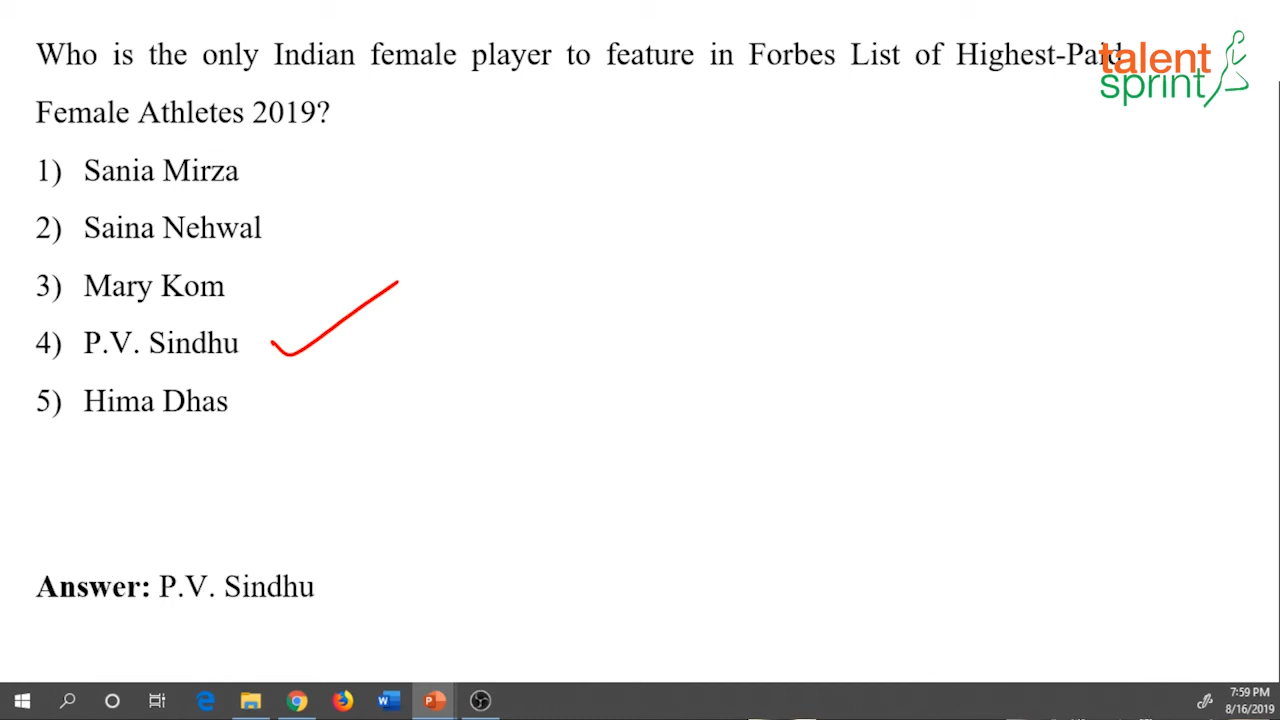 Who is the only Indian female player to feature in Forbes List of Highest-Paid
talent
sprint
Female Athletes 2019?
1) Sania Mirza
2) Saina Nehwal
3) Mary Kom
4) P.V. Sindhu
5) Hima Dhas
Answer: P.V. Sindhu
7:59 PM
8/16/2019